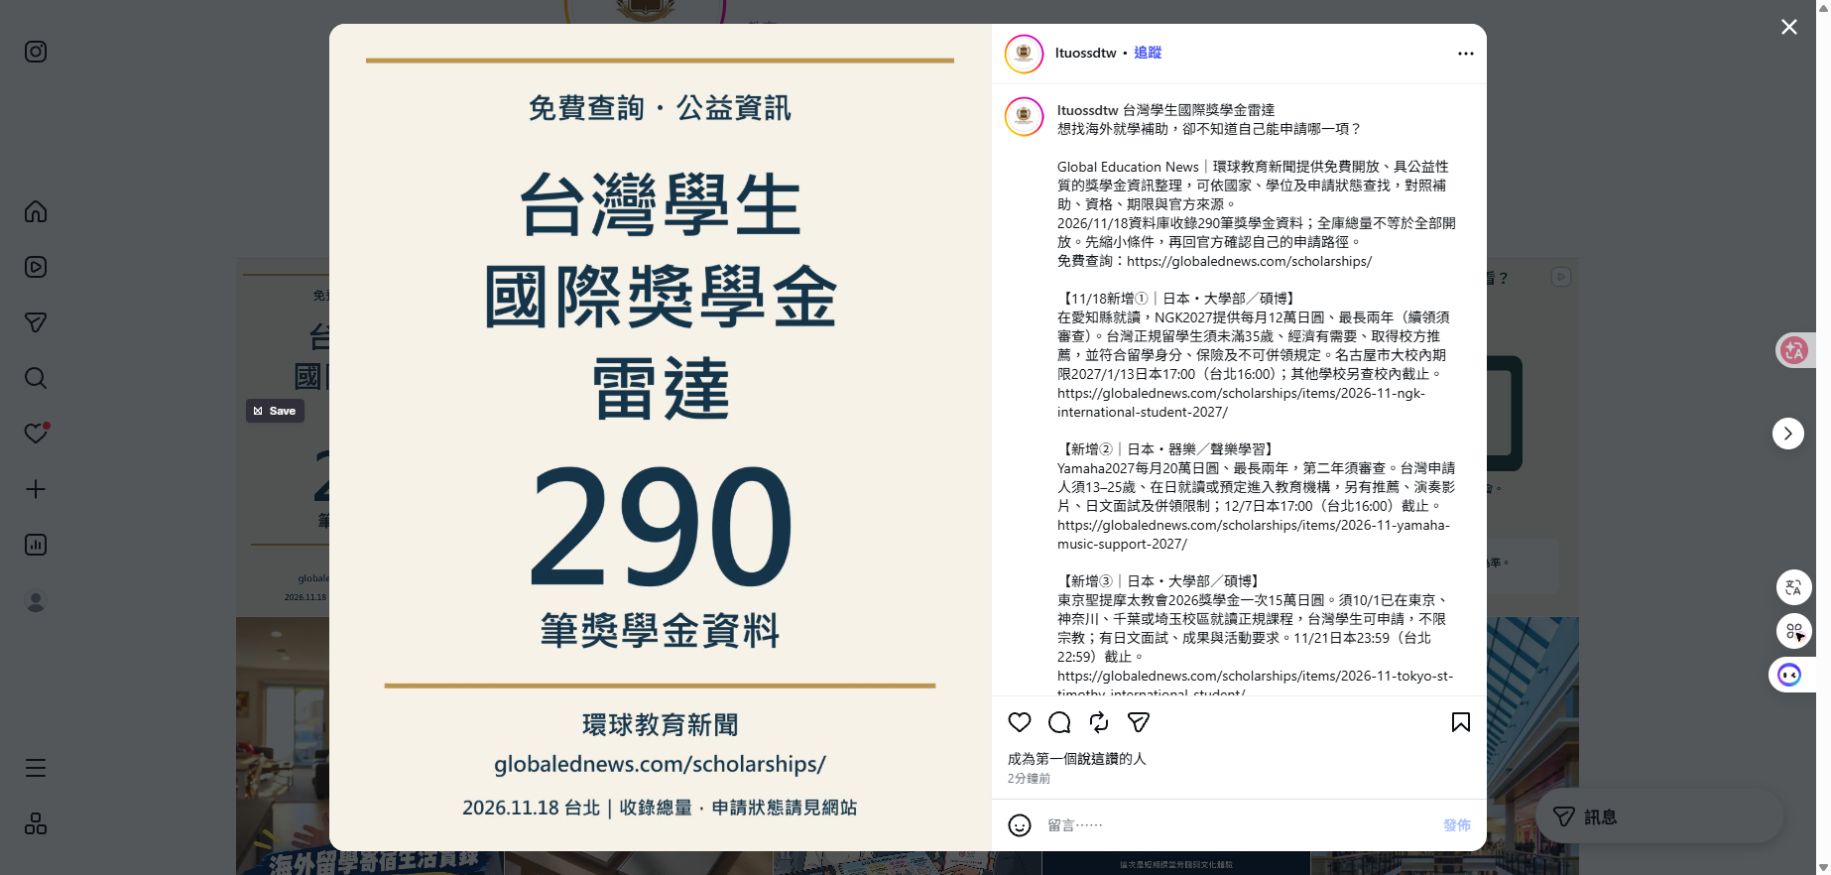 免費查詢・公益資訊
台灣學生
國際獎學金
雷達
290
筆獎學金資料
環球教育新聞
globalednews.com/scholarships/
2026.11.18 台北｜收錄總量・申請狀態請見網站
ltuossdtw • 追蹤
ltuossdtw 台灣學生國際獎學金雷達
想找海外就學補助，卻不知道自己能申請哪一項？
Global Education News｜環球教育新聞提供免費開放、具公益性
質的獎學金資訊整理，可依國家、學位及申請狀態查找，對照補
助、資格、期限與官方來源。
2026/11/18資料庫收錄290筆獎學金資料；全庫總量不等於全部開
放。先縮小條件，再回官方確認自己的申請路徑。
免費查詢：https://globalednews.com/scholarships/
【11/18新增①｜日本・大學部／碩博】
在愛知縣就讀，NGK2027提供每月12萬日圓、最長兩年（續領須
審查）。台灣正規留學生須未滿35歲、經濟有需要、取得校方推
薦，並符合留學身分、保險及不可併領規定。名古屋市大校內期
限2027/1/13日本17:00（台北16:00）；其他學校另查校內截止。
https://globalednews.com/scholarships/items/2026-11-ngk-
international-student-2027/
【新增②｜日本・器樂／聲樂學習】
Yamaha2027每月20萬日圓、最長兩年，第二年須審查。台灣申請
人須13–25歲、在日就讀或預定進入教育機構，另有推薦、演奏影
片、日文面試及併領限制；12/7日本17:00（台北16:00）截止。
https://globalednews.com/scholarships/items/2026-11-yamaha-
music-support-2027/
【新增③｜日本・大學部／碩博】
東京聖提摩太教會2026獎學金一次15萬日圓。須10/1已在東京、
神奈川、千葉或埼玉校區就讀正規課程，台灣學生可申請，不限
宗教；有日文面試、成果與活動要求。11/21日本23:59（台北
22:59）截止。
https://globalednews.com/scholarships/items/2026-11-tokyo-st-
timothy-international-student/
成為第一個說這讚的人
2分鐘前
留言……
發佈
Save
訊息
海外留學寄宿生活實錄